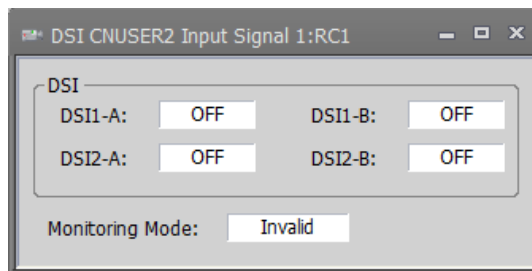 DSI CNUSER2 Input Signal 1:RC1
DSI
DSI1-A: OFF DSI1-B: OFF
DSI2-A: OFF DSI2-B: OFF
Monitoring Mode: Invalid